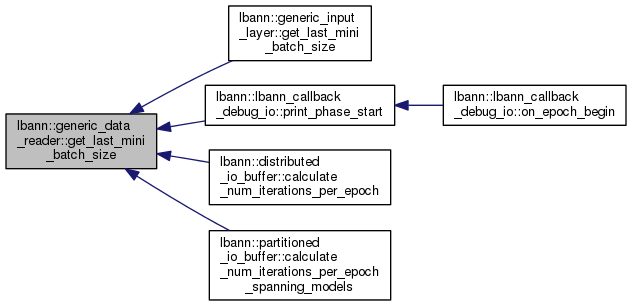 lbann::generic_input
_layer::get_last_mini
_batch_size
lbann::lbann_callback
_debug_io::print_phase_start
lbann::lbann_callback
_debug_io::on_epoch_begin
lbann::generic_data
_reader::get_last_mini
_batch_size
lbann::distributed
_io_buffer::calculate
_num_iterations_per_epoch
lbann::partitioned
_io_buffer::calculate
_num_iterations_per_epoch
_spanning_models